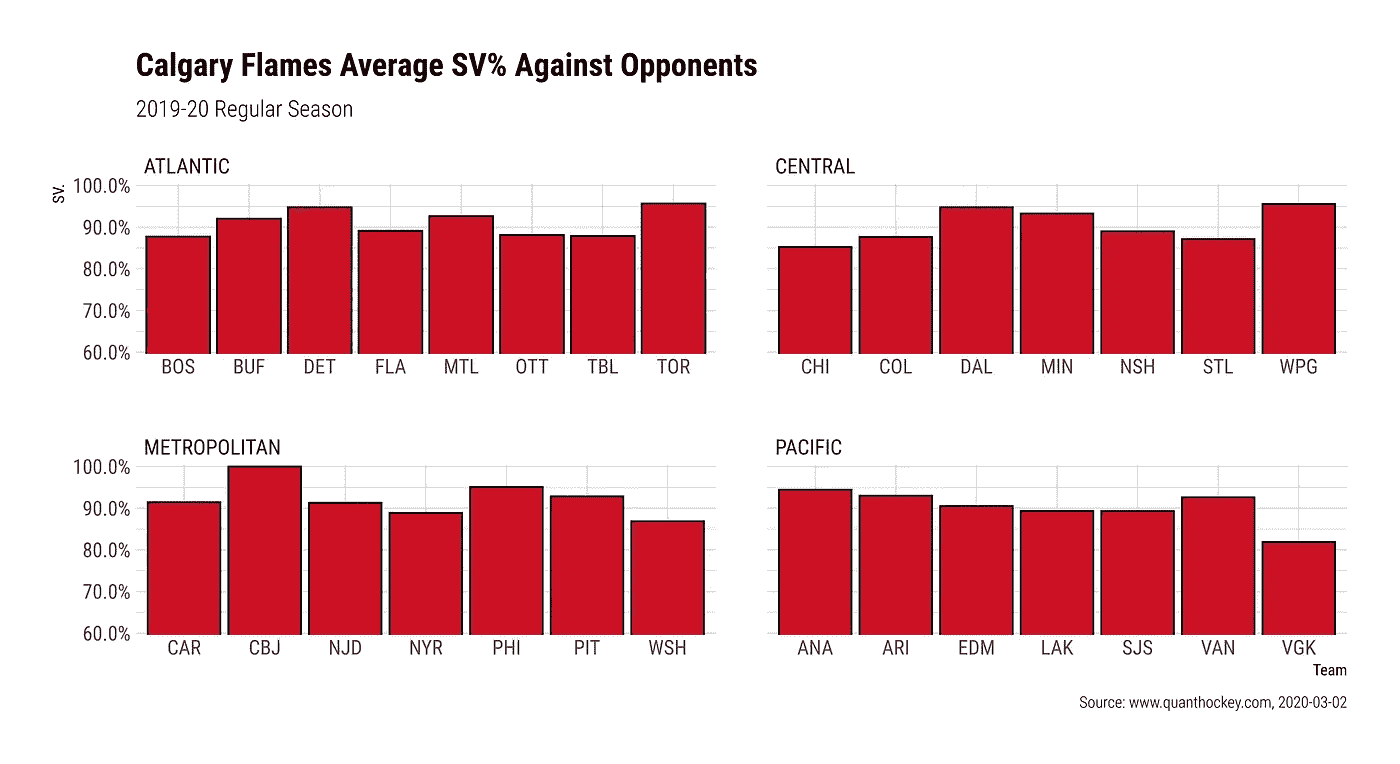 Calgary Flames Average SV% Against Opponents
2019-20 Regular Season
ATLANTIC
SV.
100.0%
90.0%
80.0%
70.0%
60.0%
BOS BUF DET FLA MTL OTT TBL TOR
CENTRAL
CHI COL DAL MIN NSH STL WPG
METROPOLITAN
100.0%
90.0%
80.0%
70.0%
60.0%
CAR CBJ NJD NYR PHI PIT WSH
PACIFIC
ANA ARI EDM LAK SJS VAN VGK
Team
Source: www.quanthockey.com, 2020-03-02